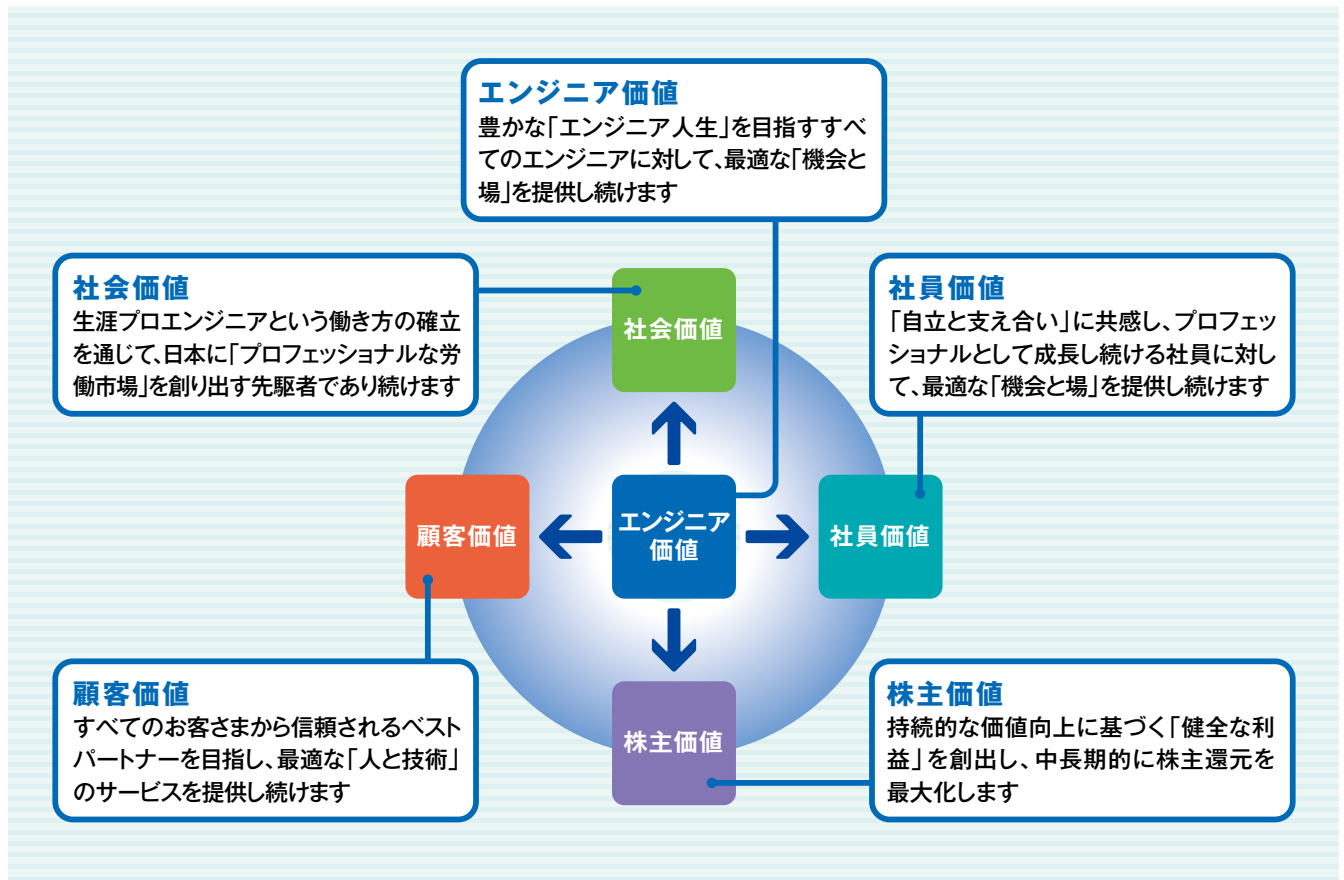 エンジニア価値
豊かな「エンジニア人生」を目指すすべ
てのエンジニアに対して、最適な「機会と
場」を提供し続けます
社会価値
生涯プロエンジニアという働き方の確立
を通じて、日本に「プロフェッショナルな労
働市場」を創り出す先駆者であり続けます
社員価値
「自立と支え合い」に共感し、プロフェッ
ショナルとして成長し続ける社員に対し
て、最適な「機会と場」を提供し続けます
社会価値
顧客価値
エンジニア
価値
社員価値
株主価値
顧客価値
すべてのお客さまから信頼されるベスト
パートナーを目指し、最適な「人と技術」
のサービスを提供し続けます
株主価値
持続的な価値向上に基づく「健全な利
益」を創出し、中長期的に株主還元を
最大化します